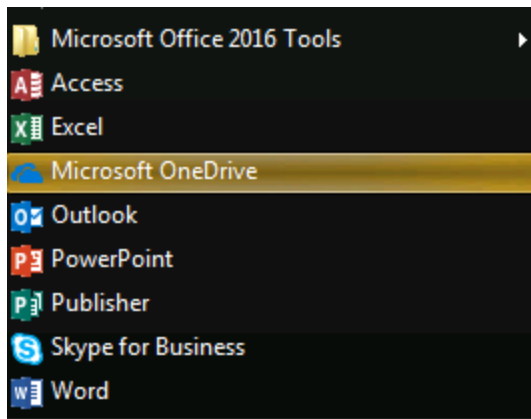 Microsoft Office 2016 Tools
Access
Excel
Microsoft OneDrive
Outlook
PowerPoint
Publisher
Skype for Business
Word